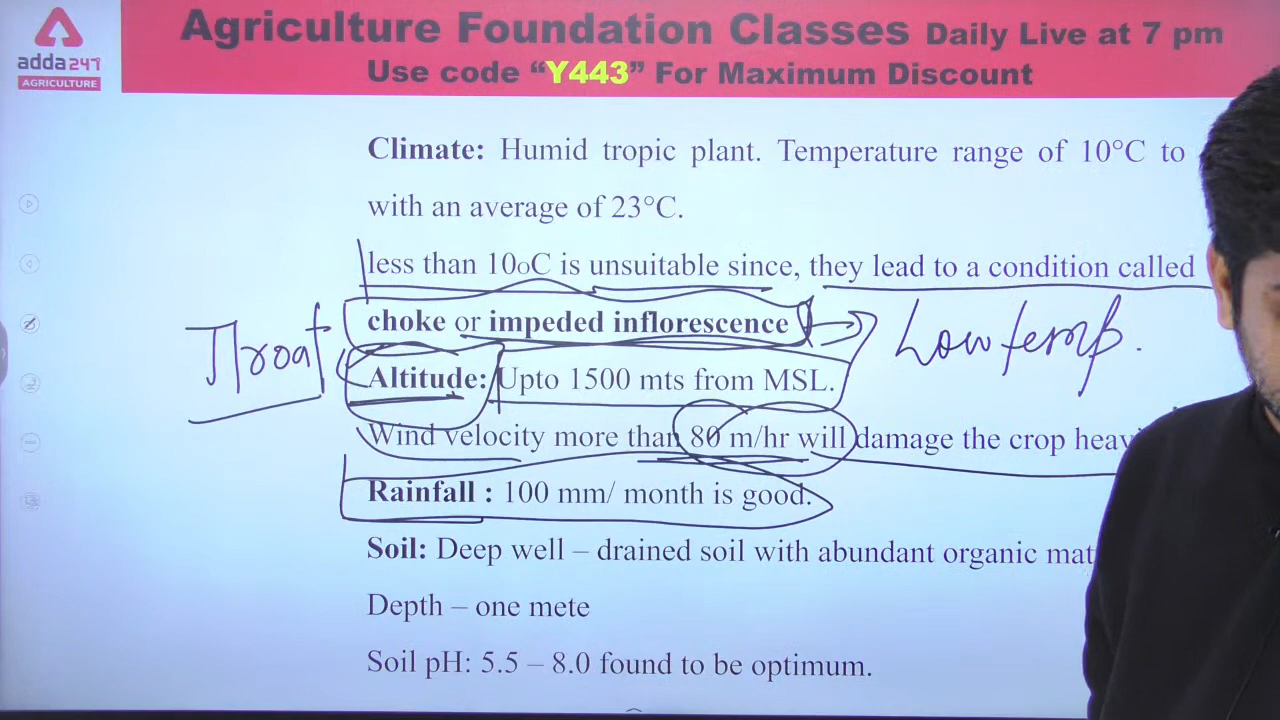 Agriculture Foundation Classes Daily Live at 7 pm
Use code “Y443” For Maximum Discount
adda247
AGRICULTURE
Climate: Humid tropic plant. Temperature range of 10°C to
with an average of 23°C.
less than 10oC is unsuitable since, they lead to a condition called
choke or impeded inflorescence
Low temp.
Throat
Altitude: Upto 1500 mts from MSL.
Wind velocity more than 80 m/hr will damage the crop
Rainfall : 100 mm/ month is good.
Soil: Deep well – drained soil with abundant organic
Depth – one mete
Soil pH: 5.5 – 8.0 found to be optimum.